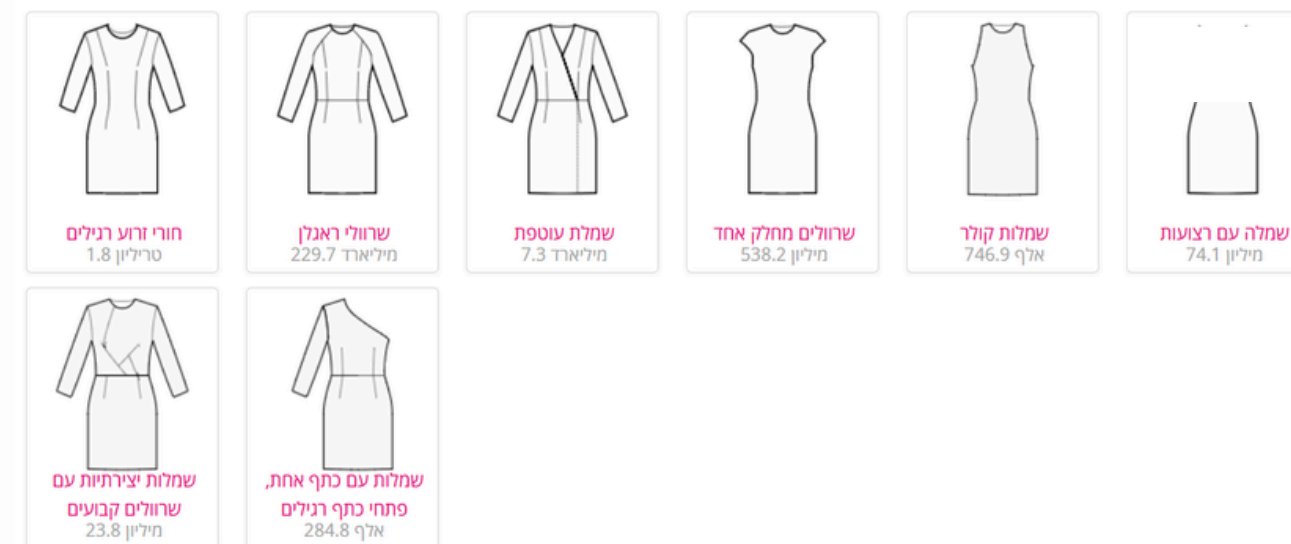 חורי זרוע רגילים
טריליון 1.8
שרוולי ראגלן
מיליארד 229.7
שמלת עוטפת
מיליארד 7.3
שרוולים מחלק אחד
מיליון 538.2
שמלות קולר
אלף 746.9
שמלה עם רצועות
מיליון 74.1
שמלות יצירתיות עם
שרוולים קבועים
מיליון 23.8
שמלות עם כתף אחת,
פתחי כתף רגילים
אלף 284.8